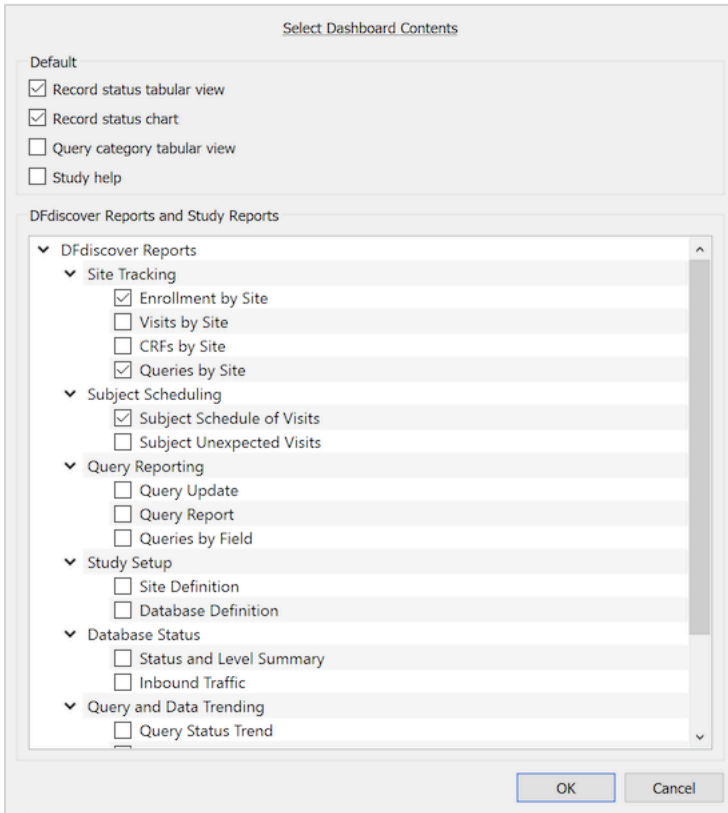 Select Dashboard Contents
Default
Record status tabular view
Record status chart
Query category tabular view
Study help
DFdiscover Reports and Study Reports
DFdiscover Reports
Site Tracking
Enrollment by Site
Visits by Site
CRFs by Site
Queries by Site
Subject Scheduling
Subject Schedule of Visits
Subject Unexpected Visits
Query Reporting
Query Update
Query Report
Queries by Field
Study Setup
Site Definition
Database Definition
Database Status
Status and Level Summary
Inbound Traffic
Query and Data Trending
Query Status Trend
OK Cancel